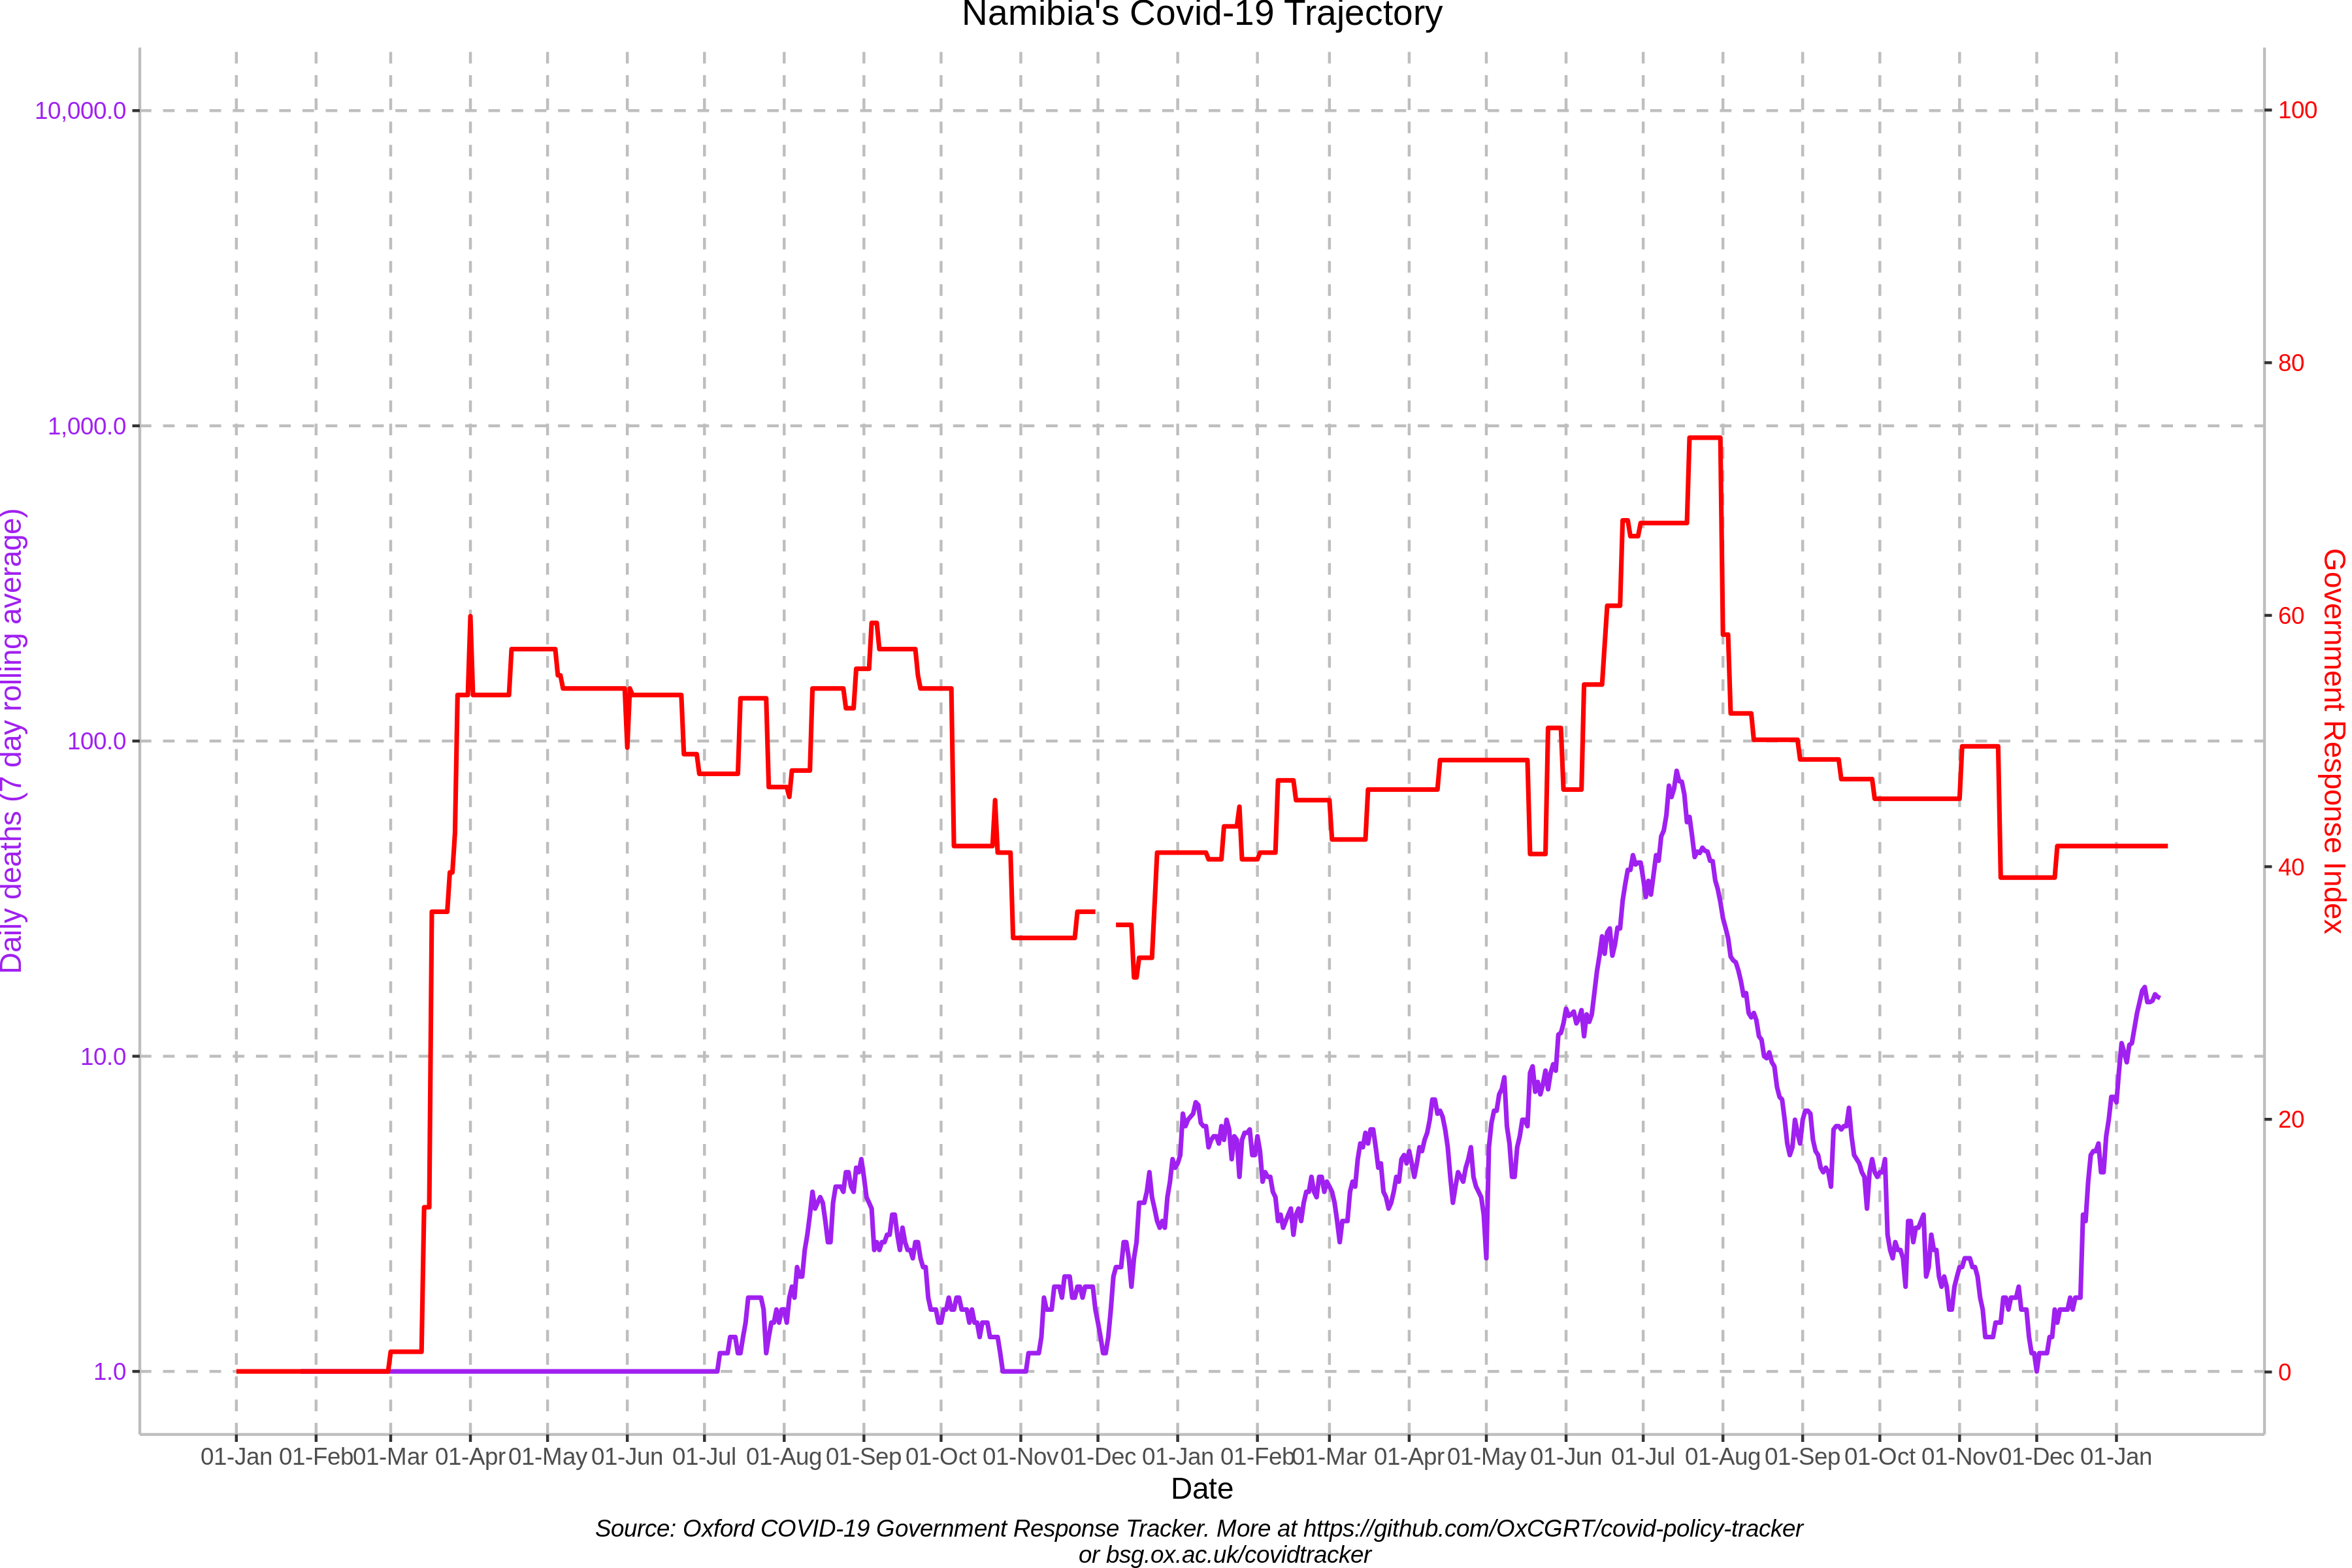 Namibia's Covid-19 Trajectory
10,000.0
1,000.0
100.0
10.0
1.0
Daily deaths (7 day rolling average)
100
80
60
40
20
0
Government Response Index
01-Jan 01-Feb 01-Mar 01-Apr 01-May 01-Jun 01-Jul 01-Aug 01-Sep 01-Oct 01-Nov 01-Dec 01-Jan 01-Feb 01-Mar 01-Apr 01-May 01-Jun 01-Jul 01-Aug 01-Sep 01-Oct 01-Nov 01-Dec 01-Jan
Date
Source: Oxford COVID-19 Government Response Tracker. More at https://github.com/OxCGRT/covid-policy-tracker
or bsg.ox.ac.uk/covidtracker